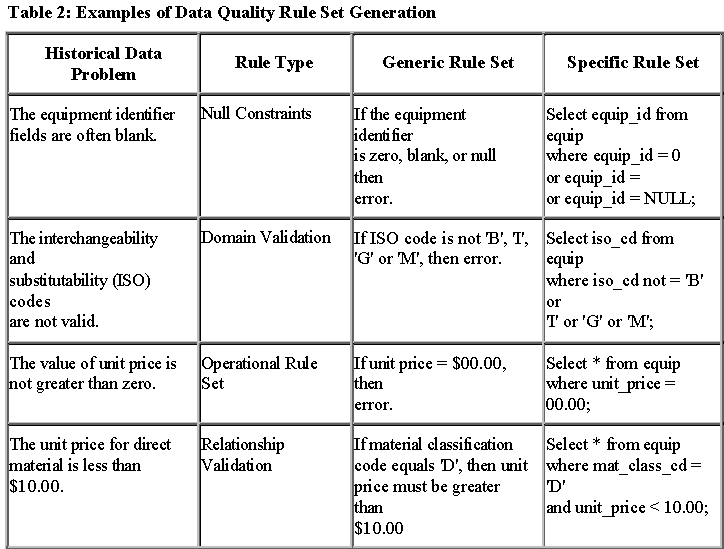 Table 2: Examples of Data Quality Rule Set Generation
Historical Data
Problem
Rule Type
Generic Rule Set
Specific Rule Set
The equipment identifier
fields are often blank.
Null Constraints
If the equipment
identifier
is zero, blank, or null
then
error.
Select equip_id from
equip
where equip_id = 0
or equip_id =
or equip_id = NULL;
The interchangeability
and
substitutability (ISO)
codes
are not valid.
Domain Validation
If ISO code is not 'B', 'I',
'G' or 'M', then error.
Select iso_cd from
equip
where iso_cd not = 'B'
or
'I' or 'G' or 'M';
The value of unit price is
not greater than zero.
Operational Rule
Set
If unit price = $00.00,
then
error.
Select * from equip
where unit_price =
00.00;
The unit price for direct
material is less than
$10.00.
Relationship
Validation
If material classification
code equals 'D', then unit
price must be greater
than
$10.00
Select * from equip
where mat_class_cd =
'D'
and unit_price < 10.00;